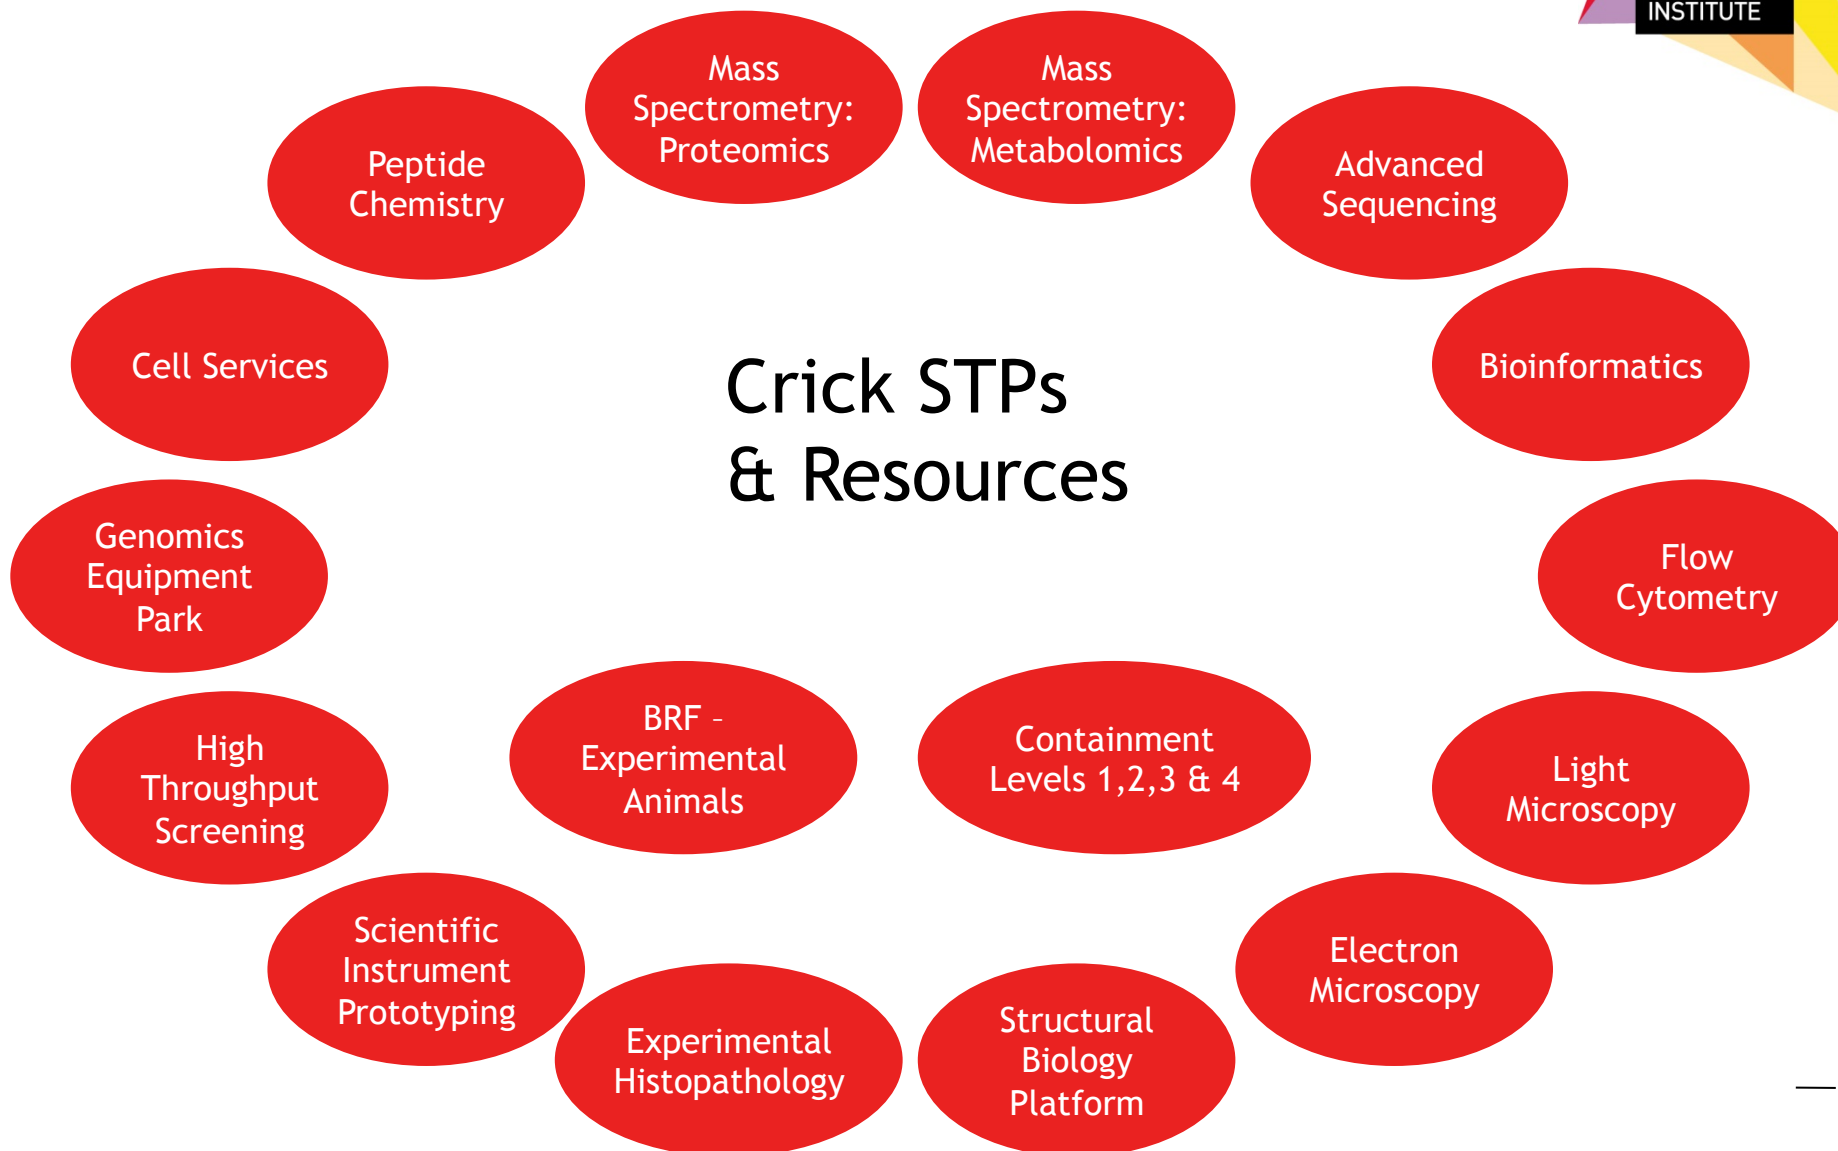 INSTITUTE
Mass
Spectrometry:
Proteomics
Mass
Spectrometry:
Metabolomics
Peptide
Chemistry
Advanced
Sequencing
Cell Services
Bioinformatics
Crick STPs
& Resources
Genomics
Equipment
Park
Flow
Cytometry
BRF –
Experimental
Animals
Containment
Levels 1,2,3 & 4
High
Throughput
Screening
Light
Microscopy
Scientific
Instrument
Prototyping
Electron
Microscopy
Experimental
Histopathology
Structural
Biology
Platform